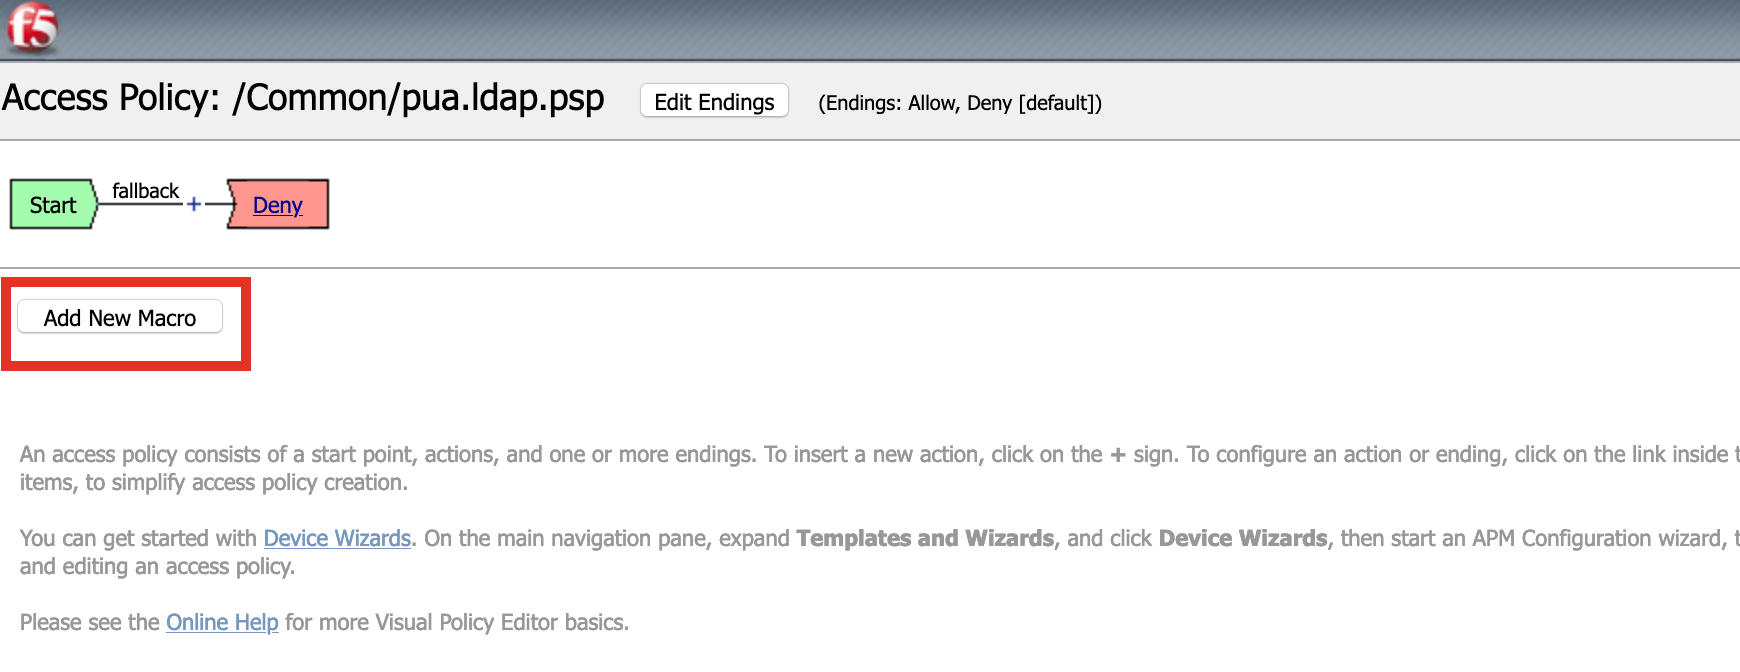 f5
Access Policy: /Common/pua.ldap.psp Edit Endings (Endings: Allow, Deny [default])
Start fallback + Deny
Add New Macro
An access policy consists of a start point, actions, and one or more endings. To insert a new action, click on the + sign. To configure an action or ending, click on the link inside
items, to simplify access policy creation.
You can get started with Device Wizards. On the main navigation pane, expand Templates and Wizards, and click Device Wizards, then start an APM Configuration wizard,
and editing an access policy.
Please see the Online Help for more Visual Policy Editor basics.